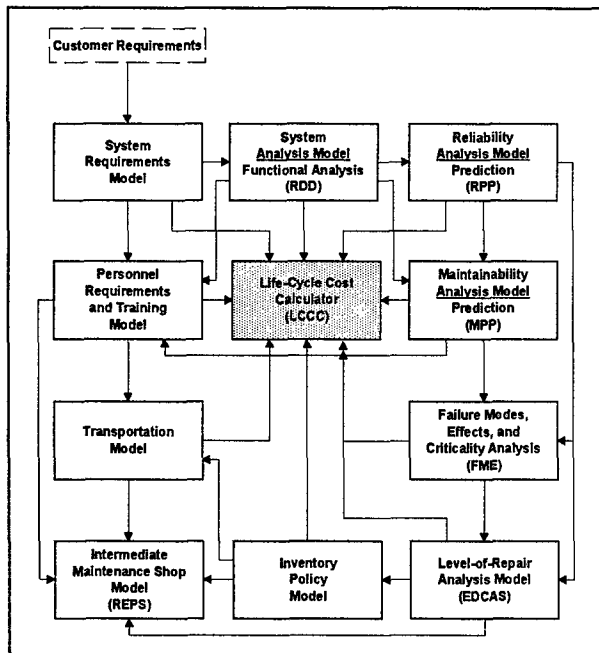 Customer Requirements
System
Requirements
Model
System
Analysis Model
Functional Analysis
(RDD)
Reliability
Analysis Model
Prediction
(RPP)
Personnel
Requirements
and Training
Model
Life-Cycle Cost
Calculator
(LCCC)
Maintainability
Analysis Model
Prediction
(MPP)
Transportation
Model
Failure Modes,
Effects, and
Criticality Analysis
(FME)
Intermediate
Maintenance Shop
Model
(REPS)
Inventory
Policy
Model
Level-of-Repair
Analysis Model
(EDCAS)